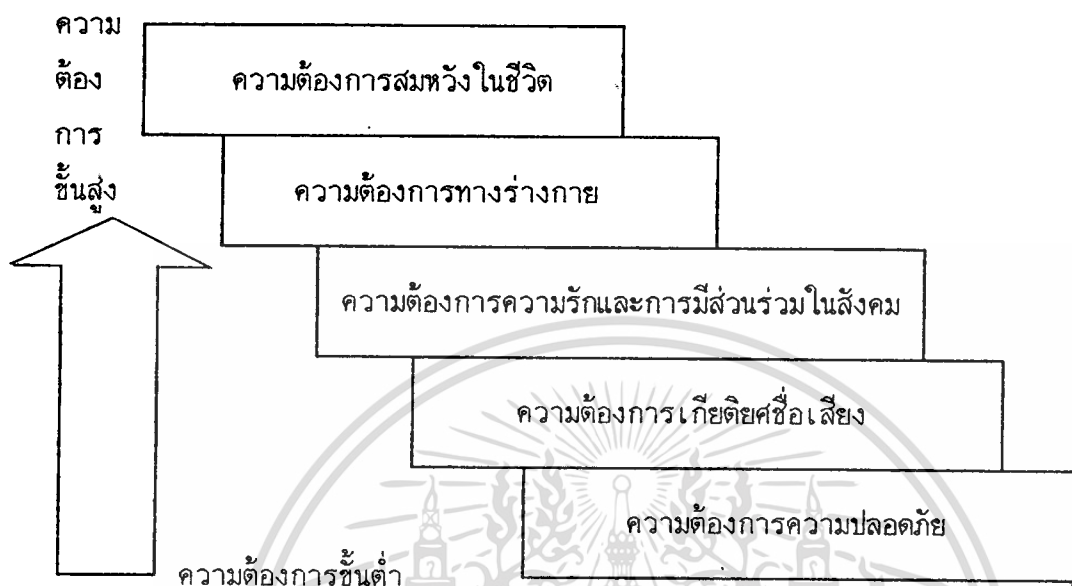 ความ
ต้อง
การ
ขั้นสูง
ความต้องการสมหวังในชีวิต
ความต้องการทางร่างกาย
ความต้องการความรักและการมีส่วนร่วมในสังคม
ความต้องการเกียติยศชื่อเสียง
ความต้องการความปลอดภัย
ความต้องการขั้นต่ำ